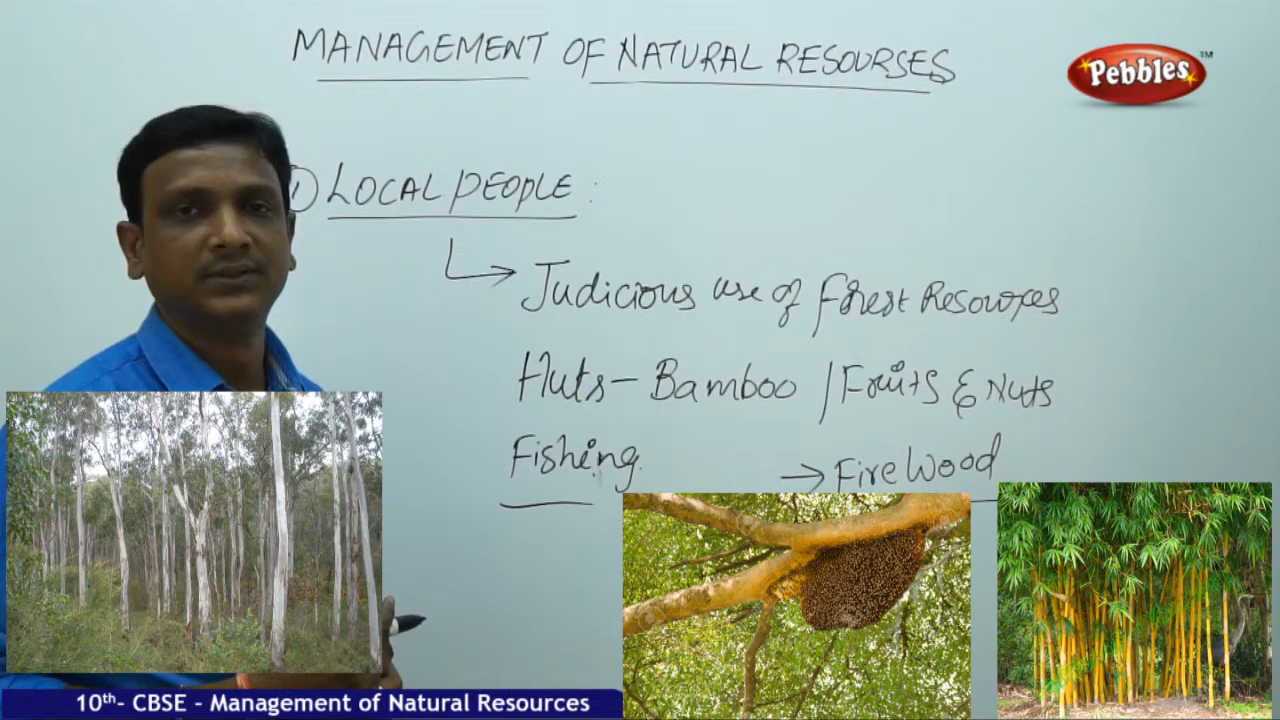 MANAGEMENT OF NATURAL RESOURSES
Pebbles™
1) LOCAL PEOPLE :
→ Judicious use of Forest Resources
Huts - Bamboo / Fruits & Nuts
Fishing
→ Fire Wood
10th- CBSE - Management of Natural Resources